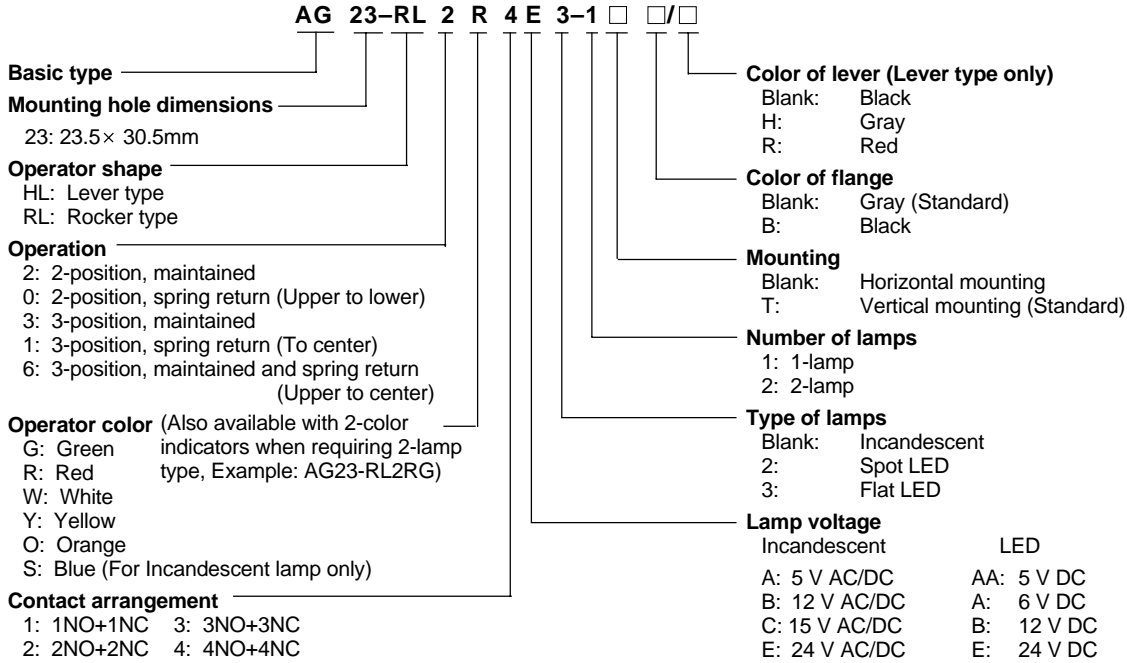 AG 23–RL 2 R 4 E 3–1 □ □/□
Basic type
Mounting hole dimensions
23: 23.5× 30.5mm
Operator shape
HL: Lever type
RL: Rocker type
Operation
2: 2-position, maintained
0: 2-position, spring return (Upper to lower)
3: 3-position, maintained
1: 3-position, spring return (To center)
6: 3-position, maintained and spring return
(Upper to center)
Operator color (Also available with 2-color
G: Green indicators when requiring 2-lamp
R: Red type, Example: AG23-RL2RG)
W: White
Y: Yellow
O: Orange
S: Blue (For Incandescent lamp only)
Contact arrangement
1: 1NO+1NC 3: 3NO+3NC
2: 2NO+2NC 4: 4NO+4NC
Color of lever (Lever type only)
Blank: Black
H: Gray
R: Red
Color of flange
Blank: Gray (Standard)
B: Black
Mounting
Blank: Horizontal mounting
T: Vertical mounting (Standard)
Number of lamps
1: 1-lamp
2: 2-lamp
Type of lamps
Blank: Incandescent
2: Spot LED
3: Flat LED
Lamp voltage
Incandescent LED
A: 5 V AC/DC AA: 5 V DC
B: 12 V AC/DC A: 6 V DC
C: 15 V AC/DC B: 12 V DC
E: 24 V AC/DC E: 24 V DC